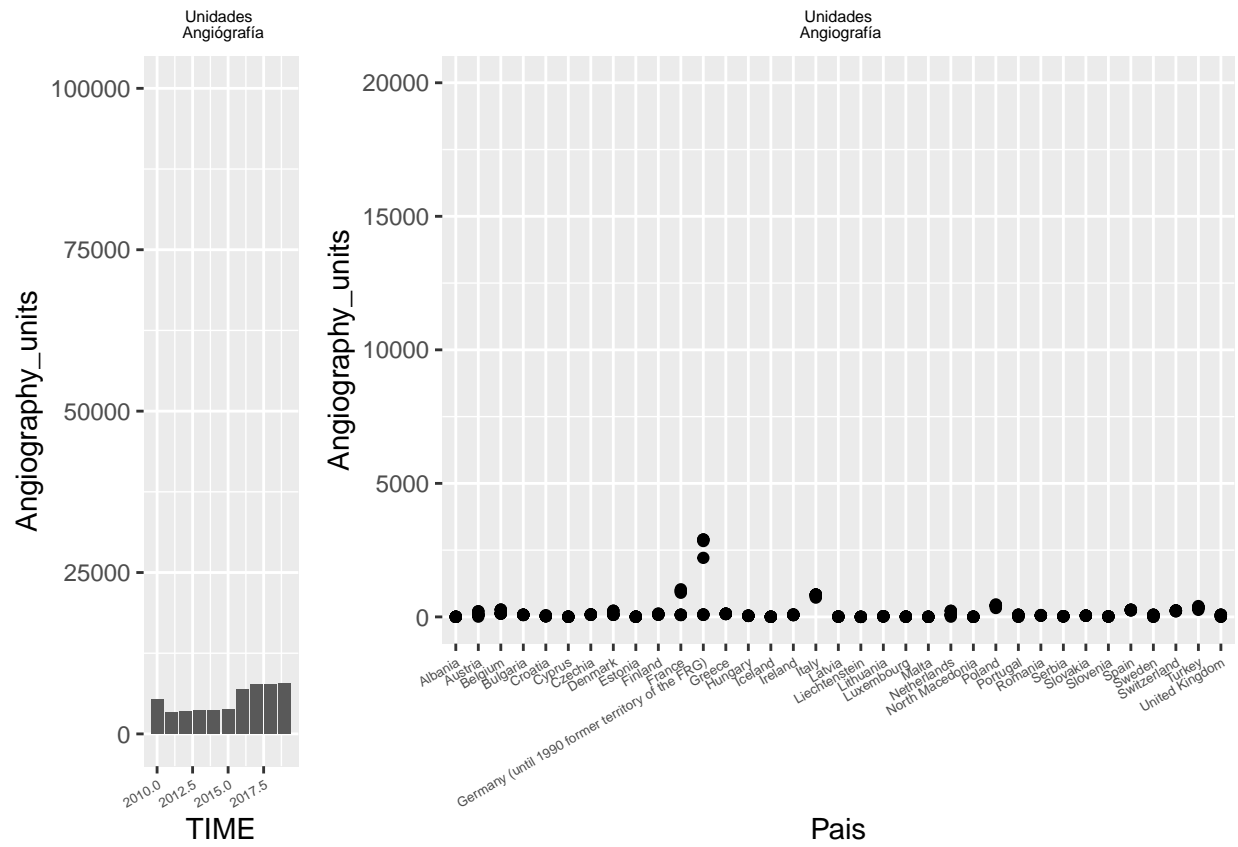 Unidades
Angiógrafía
100000
75000
50000
25000
0
Angiography_units
2010.0
2012.5
2015.0
2017.5
TIME
Unidades
Angiografía
20000
15000
10000
5000
0
Angiography_units
Albania
Austria
Belgium
Bulgaria
Croatia
Cyprus
Czechia
Denmark
Estonia
Finland
France
Germany (until 1990 former territory of the FRG)
Greece
Hungary
Iceland
Ireland
Italy
Latvia
Liechtenstein
Lithuania
Luxembourg
Malta
Netherlands
North Macedonia
Poland
Portugal
Romania
Serbia
Slovakia
Slovenia
Spain
Sweden
Switzerland
Turkey
United Kingdom
Pais